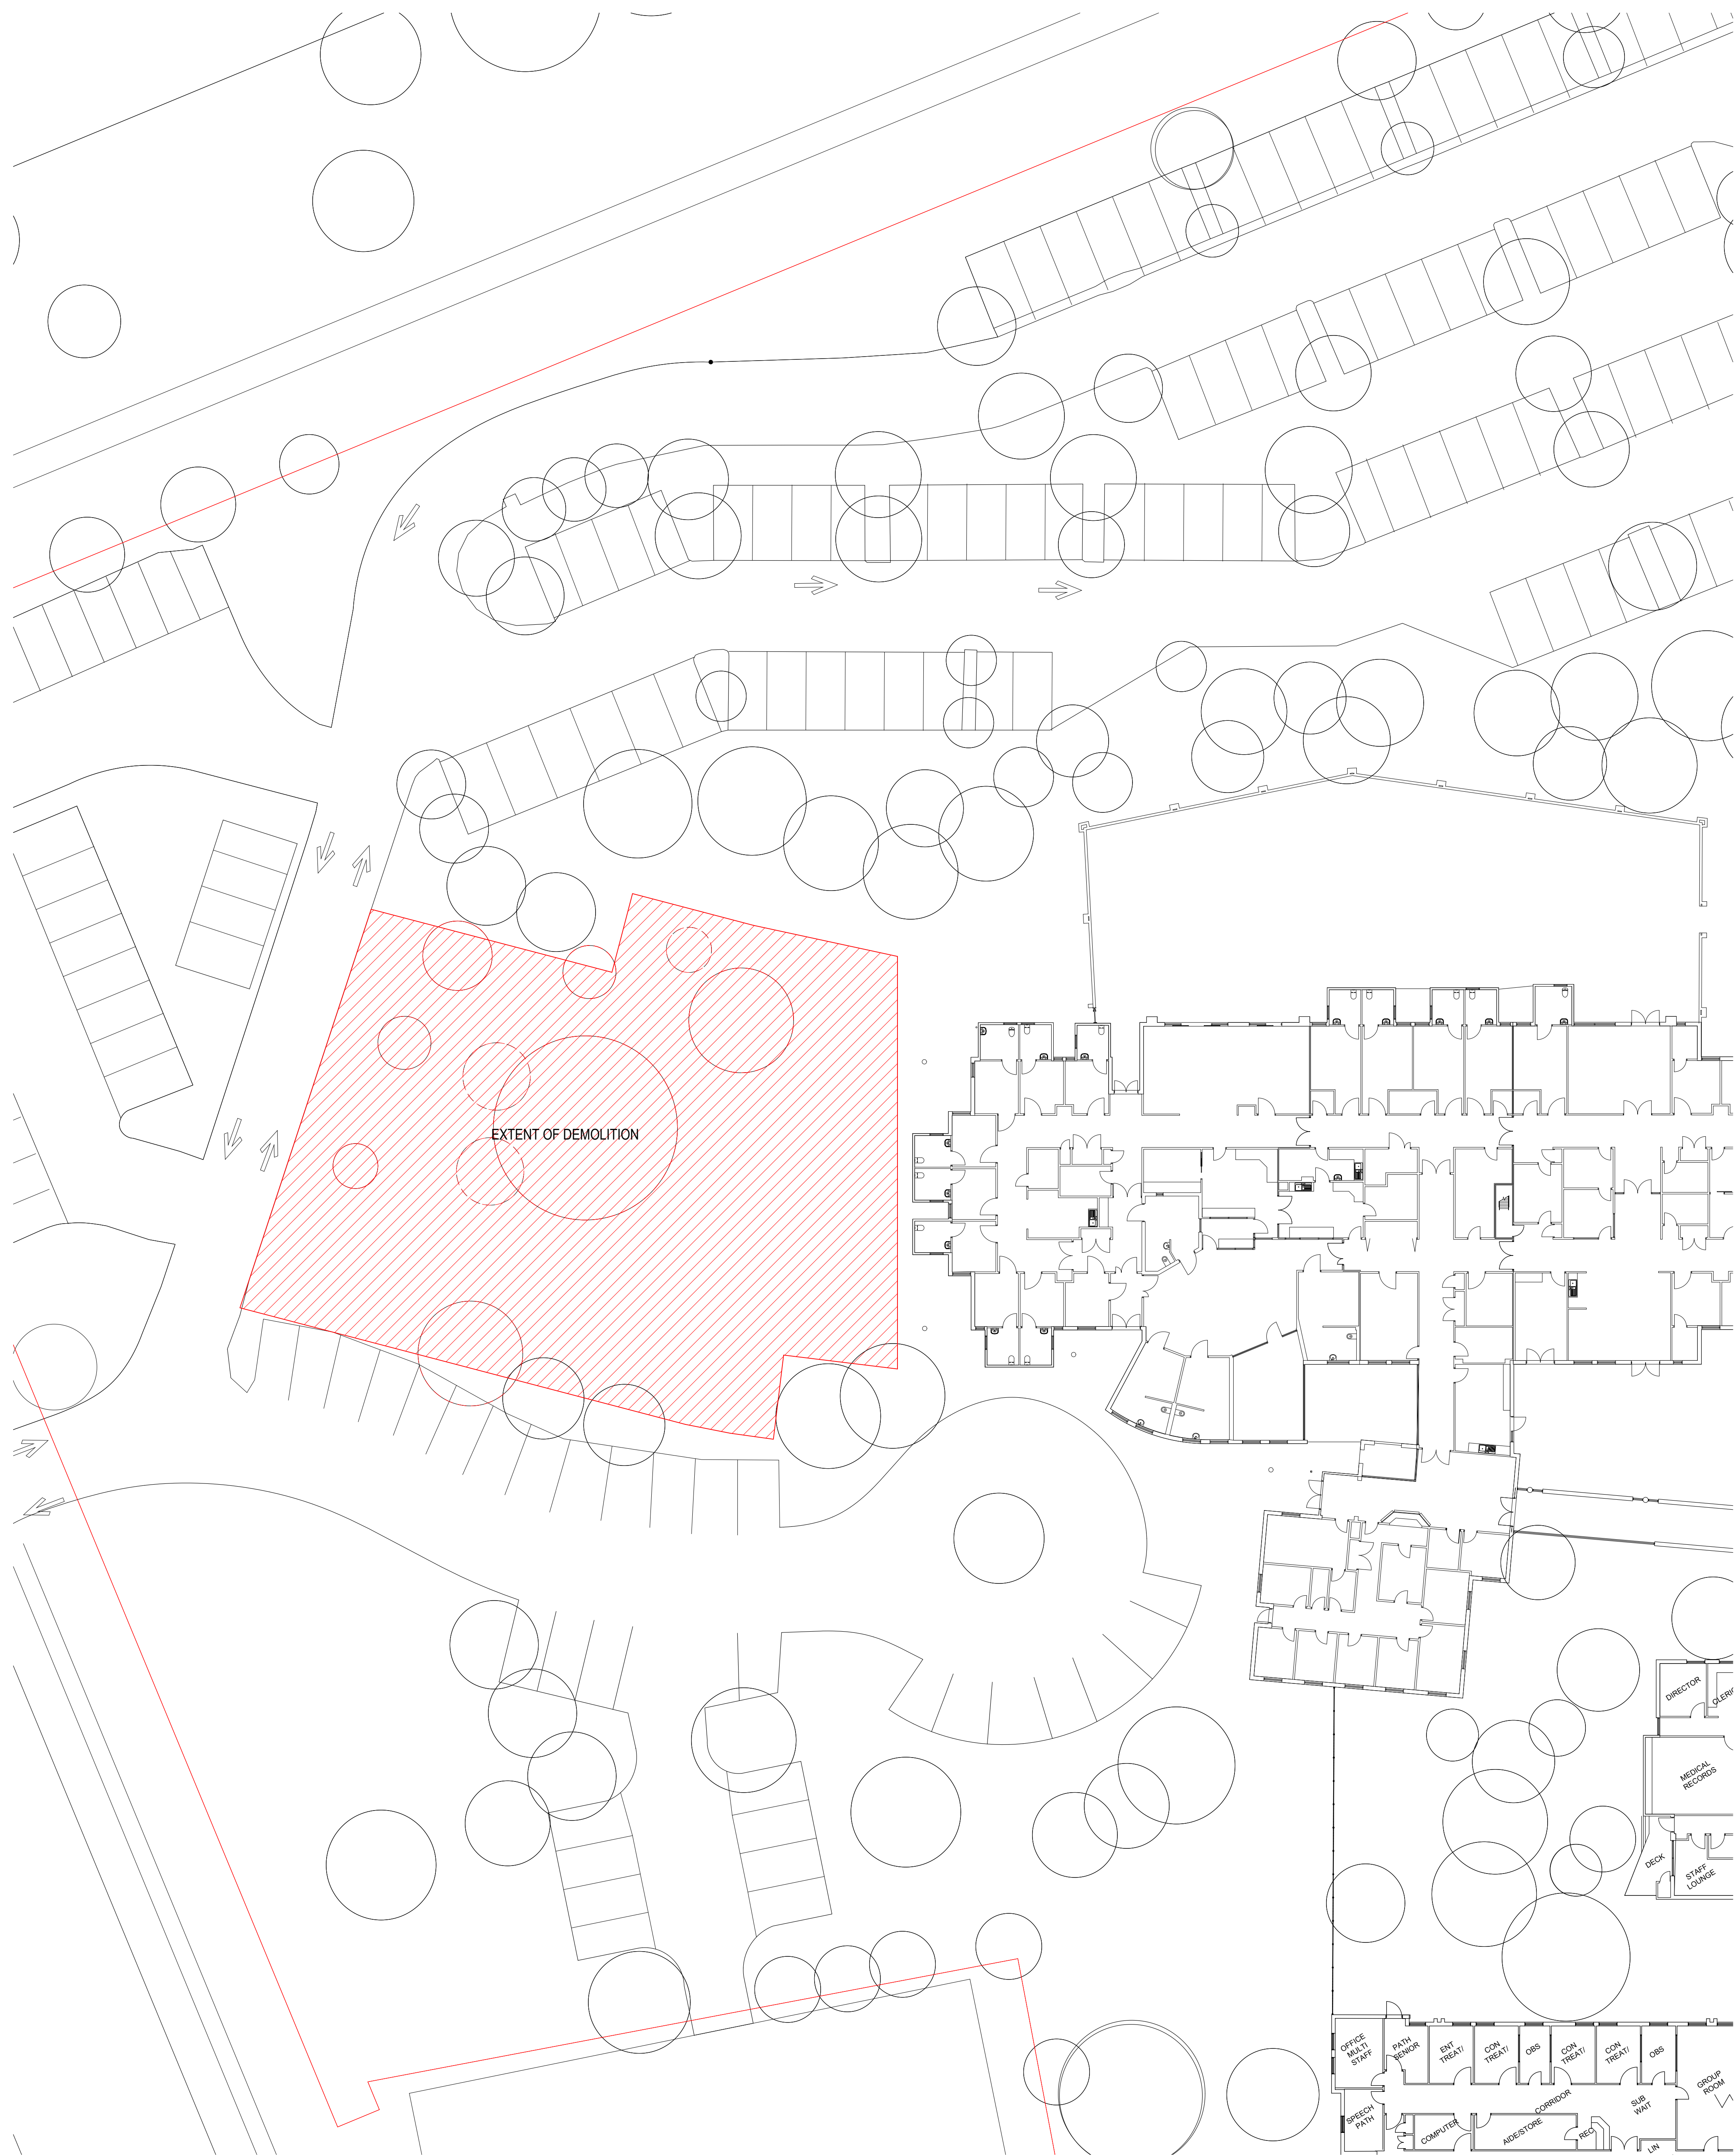 EXTENT OF DEMOLITION
DIRECTOR
MEDICAL
RECORDS
DECK
STAFF
LOUNGE
OFFICE
MULTI
STAFF
PATH
SENIOR
ENT
TREAT/
CON
TREAT/
OBS
CON
TREAT/
CON
TREAT/
OBS
GROUP
ROOM
SPEECH
PATH
COMPUTER
AIDE/STORE
CORRIDOR
REC
SUB
WAIT
LIN